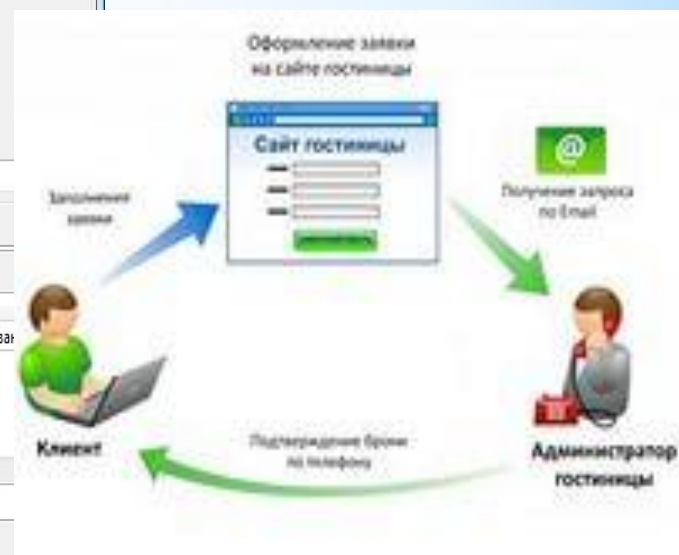 Оформление заявки
на сайте гостиницы
Сайт гостиницы
@
Получение запроса
по Email
Заполнение
заявки
Клиент
Подтверждение брони
по телефону
Администратор
гостиницы